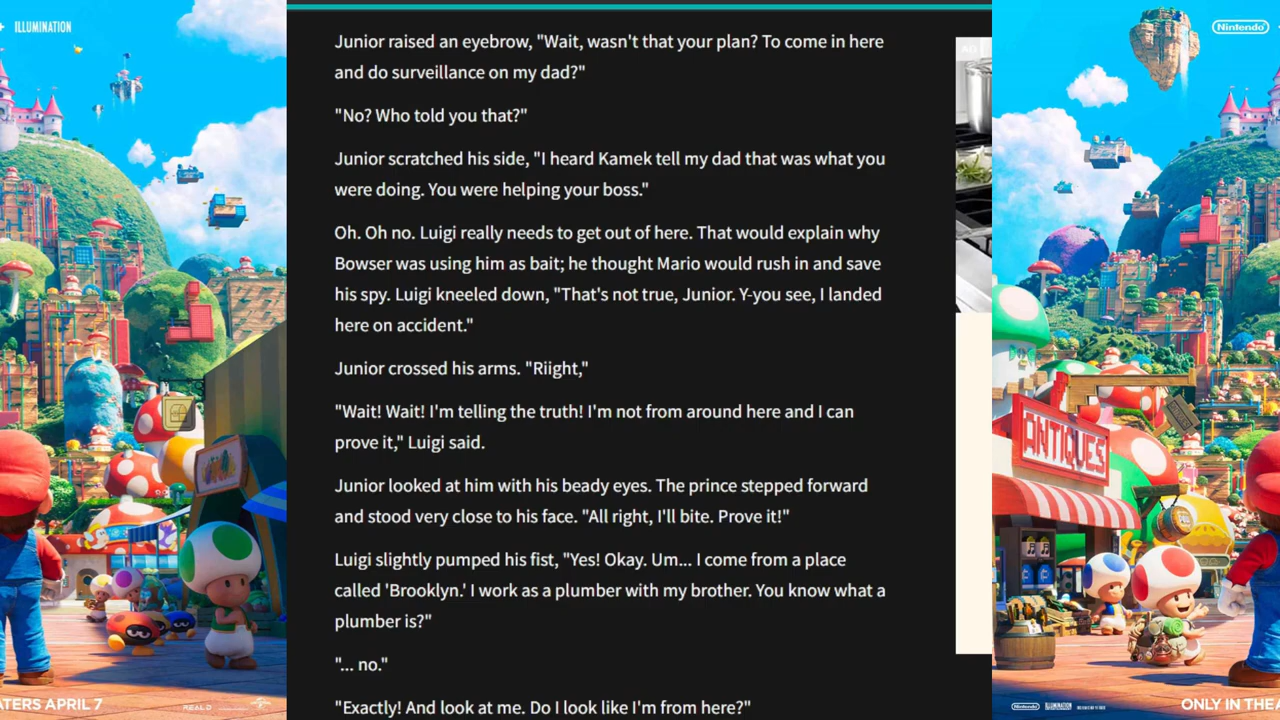 ILLUMINATION
Nintendo
Junior raised an eyebrow, "Wait, wasn't that your plan? To come in here
and do surveillance on my dad?"
"No? Who told you that?"
Junior scratched his side, "I heard Kamek tell my dad that was what you
were doing. You were helping your boss."
Oh. Oh no. Luigi really needs to get out of here. That would explain why
Bowser was using him as bait; he thought Mario would rush in and save
his spy. Luigi kneeled down, "That's not true, Junior. Y-you see, I landed
here on accident."
Junior crossed his arms. "Riight,"
"Wait! Wait! I'm telling the truth! I'm not from around here and I can
prove it," Luigi said.
Junior looked at him with his beady eyes. The prince stepped forward
and stood very close to his face. "All right, I'll bite. Prove it!"
Luigi slightly pumped his fist, "Yes! Okay. Um... I come from a place
called 'Brooklyn.' I work as a plumber with my brother. You know what a
plumber is?"
"... no."
"Exactly! And look at me. Do I look like I'm from here?"
ANTIQUES
ATERS APRIL 7
REALD
Nintendo
ILLUMINATION
ONLY IN THEA